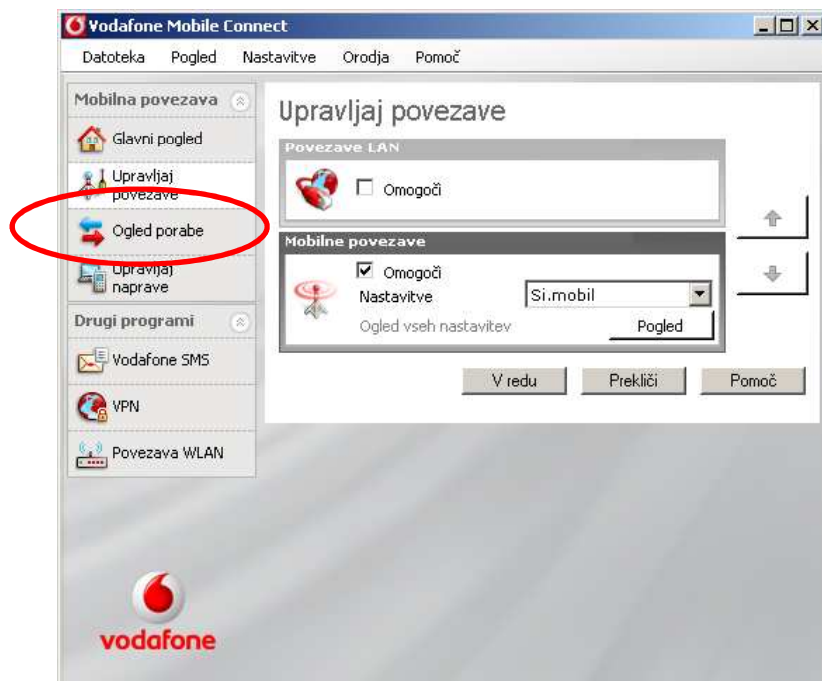 Vodafone Mobile Connect
Datoteka Pogled Nastavitve Orodja Pomoč
Mobilna povezava
Glavni pogled
Upravljaj
povezave
Ogled porabe
Upravljaj
naprave
Drugi programi
Vodafone SMS
VPN
Povezava WLAN
Upravljaj povezave
Povezave LAN
Omogoči
Mobilne povezave
Omogoči
Nastavitve Si.mobil
Ogled vseh nastavitev Pogled
V redu Prekliči Pomoč
vodafone